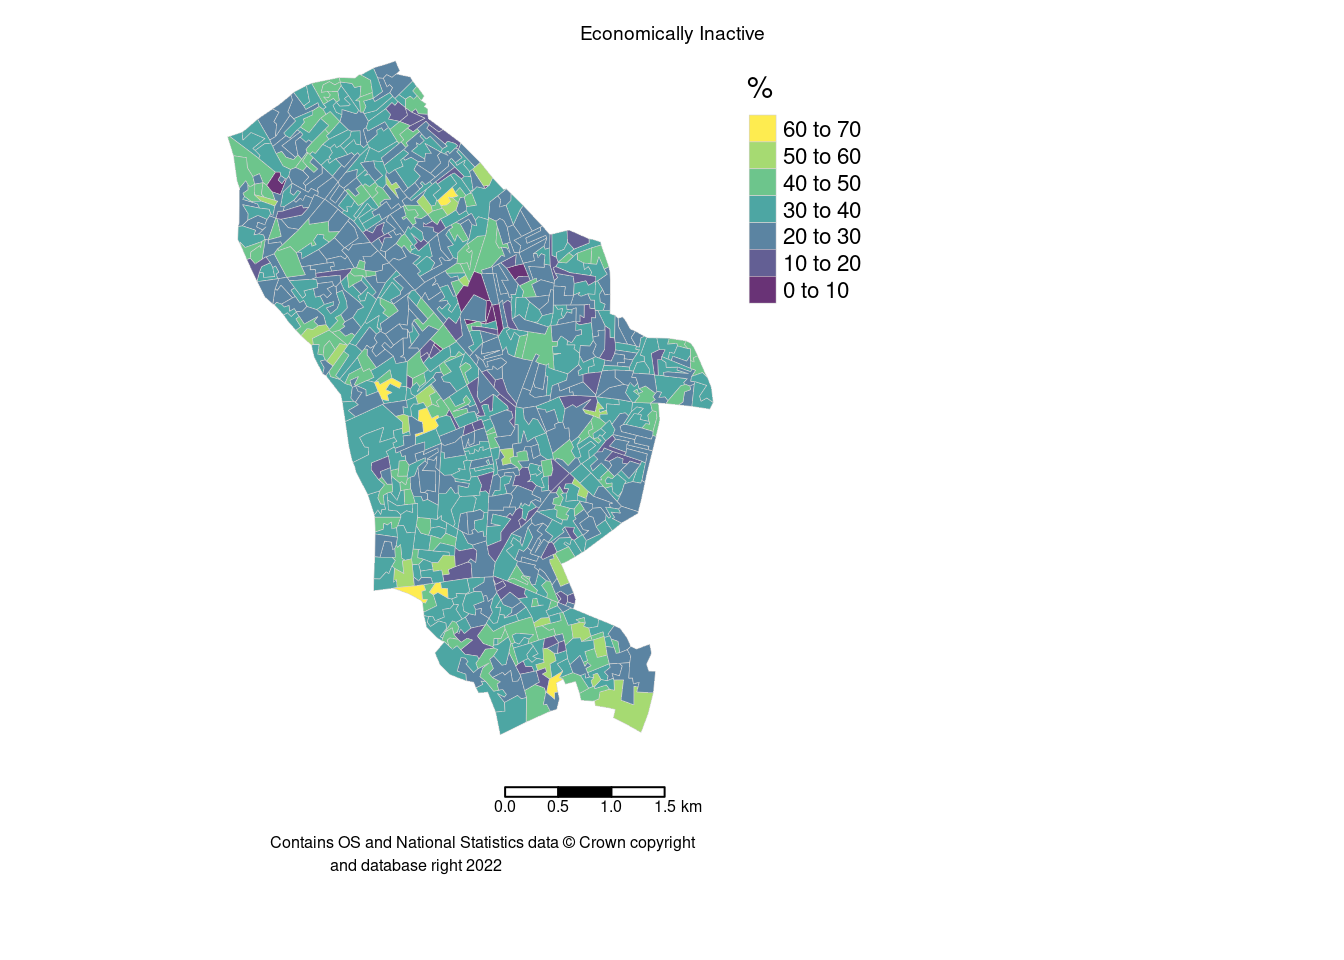 Economically Inactive
%
60 to 70
50 to 60
40 to 50
30 to 40
20 to 30
10 to 20
0 to 10
0.0 0.5 1.0 1.5 km
Contains OS and National Statistics data © Crown copyright
and database right 2022